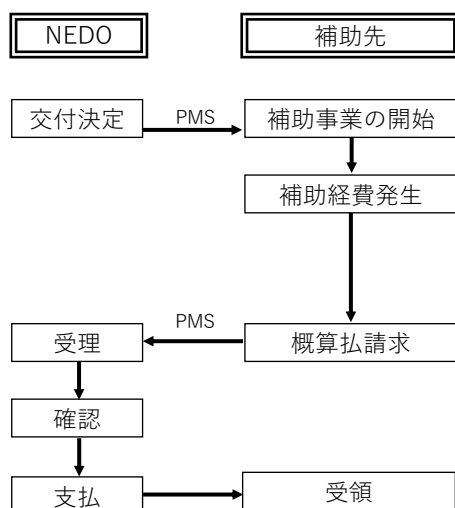 NEDO
補助先
交付決定
PMS
補助事業の開始
補助経費発生
PMS
受理
概算払請求
確認
支払
受領